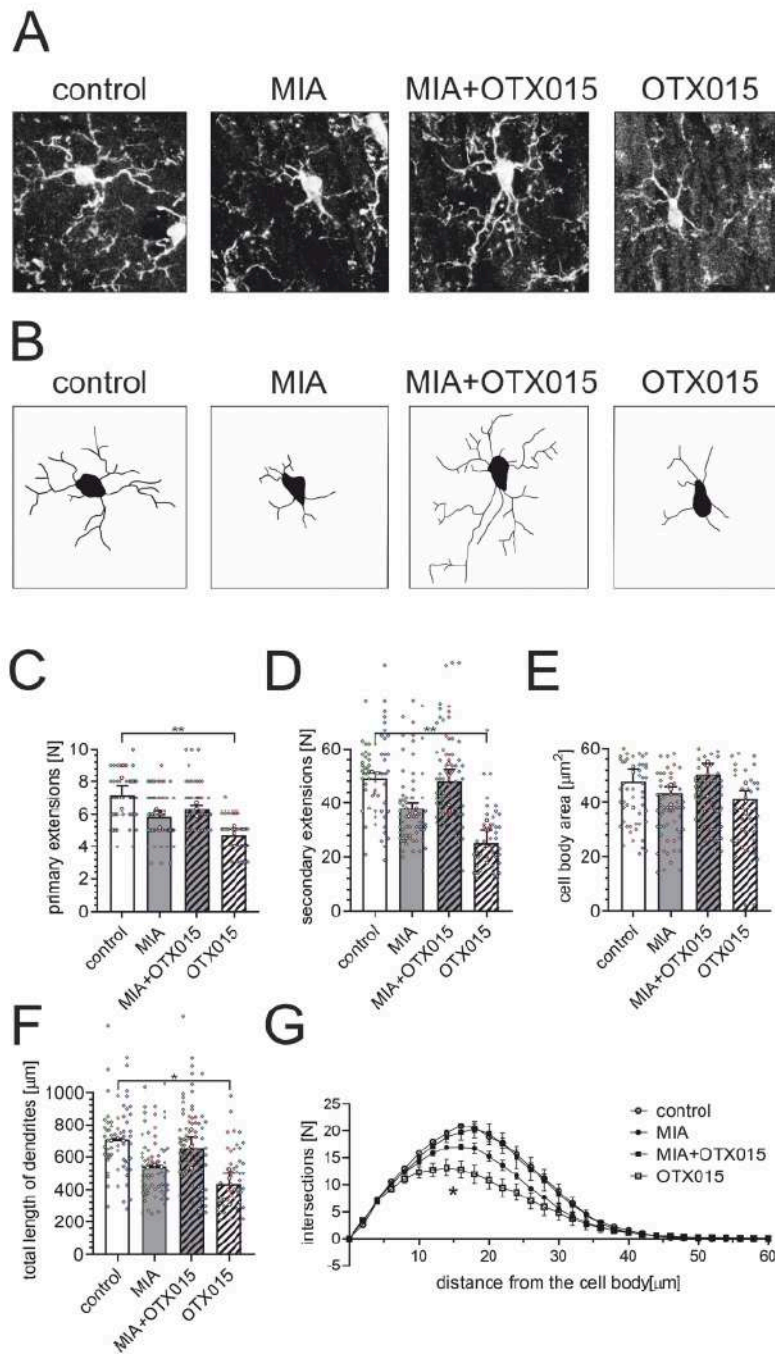 A
control MIA MIA+OTX015 OTX015
B
control MIA MIA+OTX015 OTX015
C
primary extensions [N]
10
8
6
4
2
0
**
control
MIA
MIA+OTX015
OTX015
D
secondary extensions [N]
60
40
20
0
**
control
MIA
MIA+OTX015
OTX015
E
cell body area [µm²]
60
40
20
0
control
MIA
MIA+OTX015
OTX015
F
total length of dendrites [µm]
1000
800
600
400
200
0
*
control
MIA
MIA+OTX015
OTX015
G
intersections [N]
25
20
15
10
5
0
-5
10 20 30 40 50 60
distance from the cell body[µm]
*
control
MIA
MIA+OTX015
OTX015